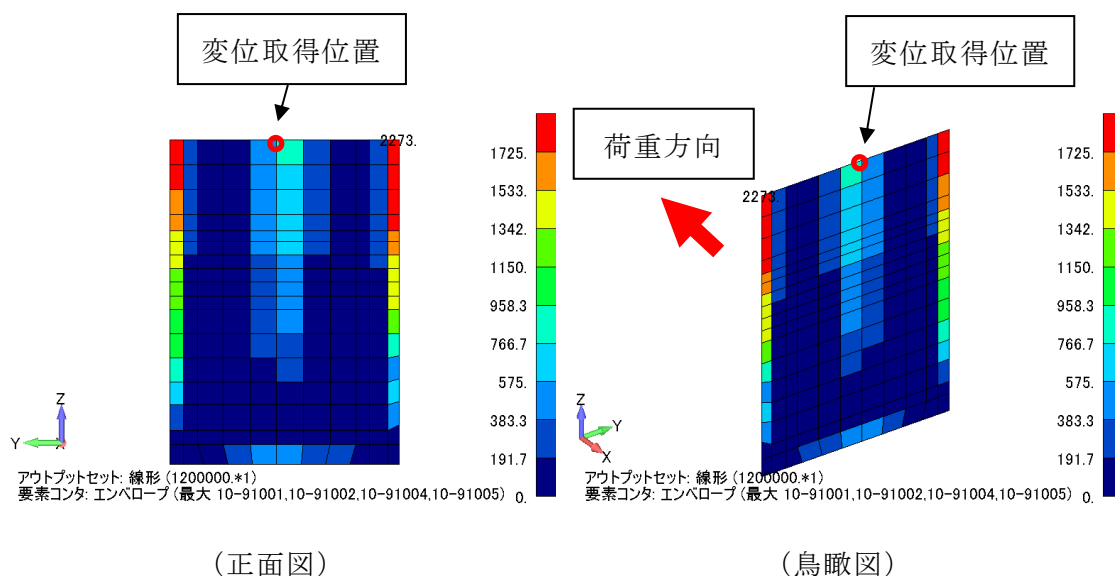 変位取得位置
2273.
1725.
1533.
1342.
1150.
958.3
766.7
575.
383.3
191.7
0.
Z
Y
X
アウトプットセット: 線形 (1200000.*1)
要素コンタ: エンベロープ (最大 10-91001,10-91002,10-91004,10-91005)
(正面図)
変位取得位置
荷重方向
2273.
1725.
1533.
1342.
1150.
958.3
766.7
575.
383.3
191.7
0.
Z
Y
X
アウトプットセット: 線形 (1200000.*1)
要素コンタ: エンベロープ (最大 10-91001,10-91002,10-91004,10-91005)
(鳥瞰図)